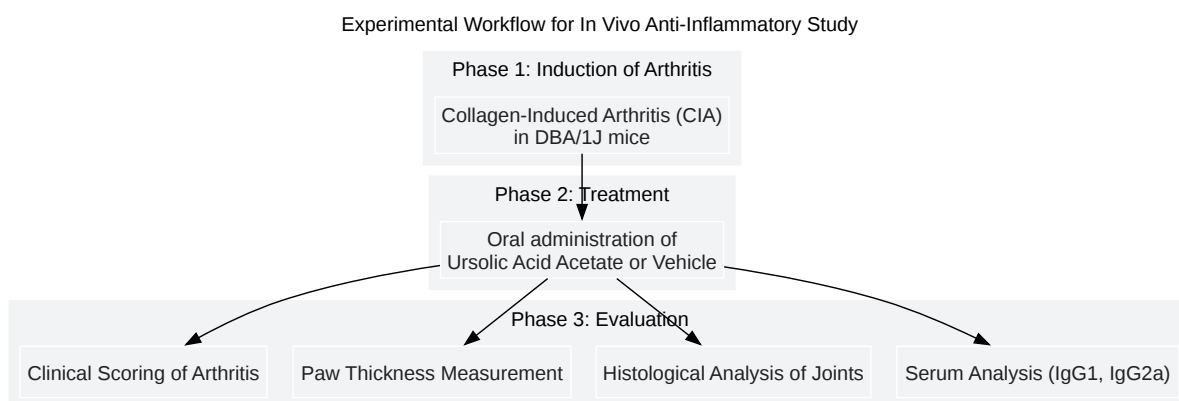 Experimental Workflow for In Vivo Anti-Inflammatory Study
Phase 1: Induction of Arthritis
Collagen-Induced Arthritis (CIA)
in DBA/1J mice
Phase 2: Treatment
Oral administration of
Ursolic Acid Acetate or Vehicle
Phase 3: Evaluation
Clinical Scoring of Arthritis
Paw Thickness Measurement
Histological Analysis of Joints
Serum Analysis (IgG1, IgG2a)